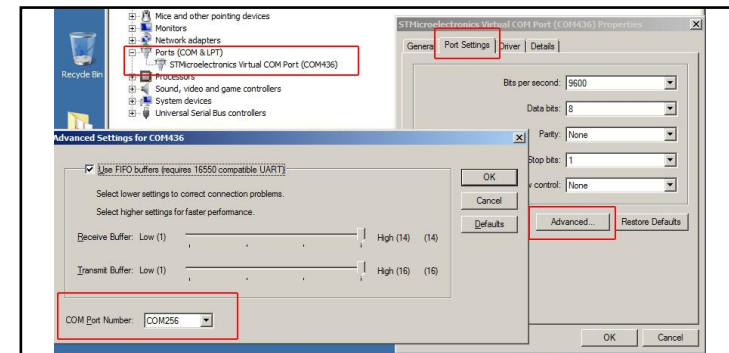 Recycle Bin
Mice and other pointing devices
Monitors
Network adapters
Ports (COM & LPT)
STMicroelectronics Virtual COM Port (COM436)
Processors
Sound, video and game controllers
System devices
Universal Serial Bus controllers
STMicroelectronics Virtual COM Port (COM436) Properties
General Port Settings Driver Details
Bits per second: 9600
Data bits: 8
Parity: None
Stop bits: 1
control: None
Advanced... Restore Defaults
OK Cancel
Advanced Settings for COM436
Use FIFO buffers (requires 16550 compatible UART)
Select lower settings to correct connection problems.
Select higher settings for faster performance.
Receive Buffer: Low (1) High (14) (14)
Transmit Buffer: Low (1) High (16) (16)
COM Port Number: COM256
OK
Cancel
Defaults